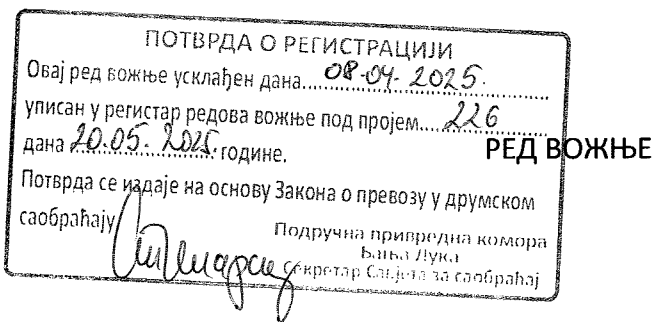 ПОТВРДА О РЕГИСТРАЦИЈИ
Овај ред вожње усклађен дана....08-04-2025.
уписан у регистар редова вожње под пројем....226
дана 20.05.2025. године.
РЕД ВОЖЊЕ
Потврда се издаје на основу Закона о превозу у друмском
саобраћају
Подручна привредна комора
Бања Лука
секретар Савјета за саобраћај